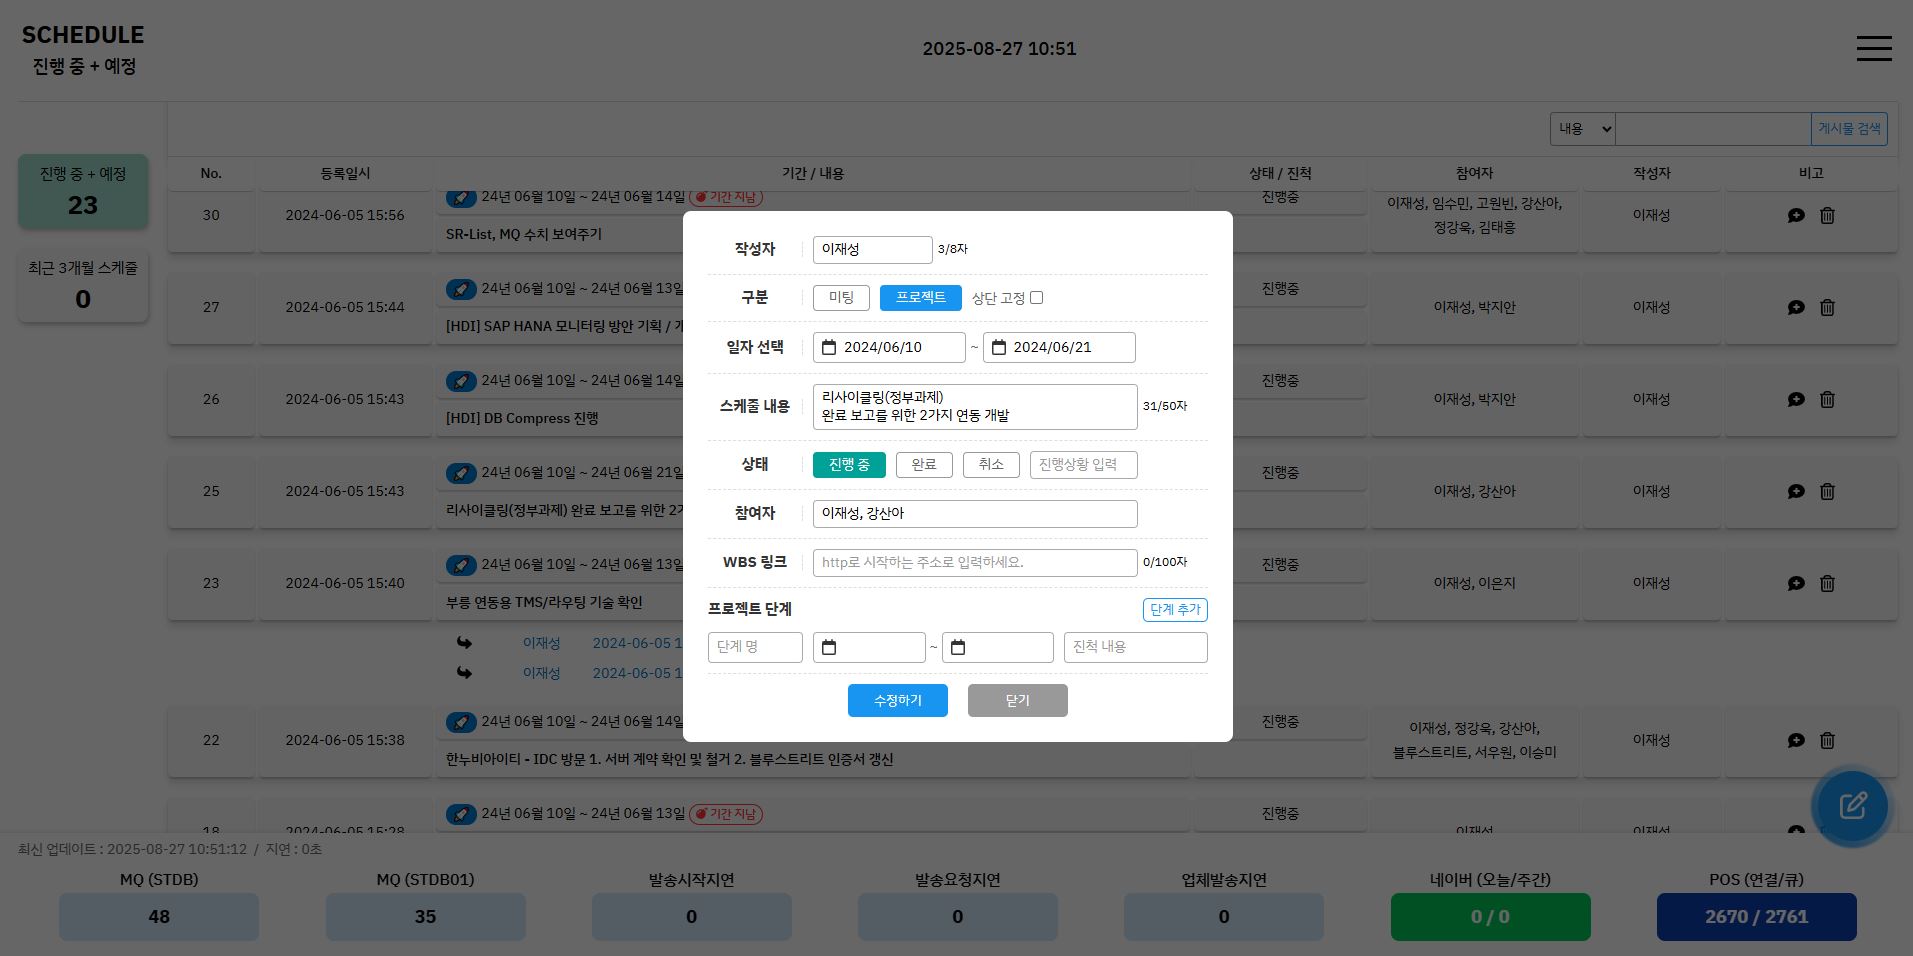 SCHEDULE
진행 중 + 예정
2025-08-27 10:51
진행 중 + 예정
23
최근 3개월 스케줄
0
내용
게시물 검색
No.
등록일시
기간 / 내용
상태 / 진척
참여자
작성자
비고
30
2024-06-05 15:56
24년 06월 10일 ~ 24년 06월 14일
기간 지남
SR-List, MQ 수치 보여주기
진행중
이재성, 임수민, 고원빈, 강산아,
정강욱, 김태흥
이재성
27
2024-06-05 15:44
24년 06월 10일 ~ 24년 06월 13일
[HDI] SAP HANA 모니터링 방안 기획 /
진행중
이재성, 박지안
이재성
26
2024-06-05 15:43
24년 06월 10일 ~ 24년 06월 14일
[HDI] DB Compress 진행
진행중
이재성, 박지안
이재성
25
2024-06-05 15:43
24년 06월 10일 ~ 24년 06월 21일
리사이클링(정부과제) 완료 보고를 위한
진행중
이재성, 강산아
이재성
23
2024-06-05 15:40
24년 06월 10일 ~ 24년 06월 13일
부릉 연동용 TMS/라우팅 기술 확인
진행중
이재성, 이은지
이재성
이재성 2024-06-05 1
이재성 2024-06-05 1
22
2024-06-05 15:38
24년 06월 10일 ~ 24년 06월 14일
한누비아이티 - IDC 방문 1. 서버 계약 확인 및 철거 2. 블루스트리트 인증서 갱신
진행중
이재성, 정강욱, 강산아,
블루스트리트, 서우원, 이승미
이재성
18
2024-06-05 15:28
24년 06월 10일 ~ 24년 06월 13일
기간 지남
진행중
이재성
이재성
작성자
이재성
3/8자
구분
미팅
프로젝트
상단 고정
일자 선택
2024/06/10
~
2024/06/21
스케줄 내용
리사이클링(정부과제)
완료 보고를 위한 2가지 연동 개발
31/50자
상태
진행 중
완료
취소
진행상황 입력
참여자
이재성, 강산아
WBS 링크
http로 시작하는 주소로 입력하세요.
0/100자
프로젝트 단계
단계 추가
단계 명
~
진척 내용
수정하기
닫기
최신 업데이트 : 2025-08-27 10:51:12 / 지연 : 0초
MQ (STDB)
48
MQ (STDB01)
35
발송시작지연
0
발송요청지연
0
업체발송지연
0
네이버 (오늘/주간)
0 / 0
POS (연결/큐)
2670 / 2761